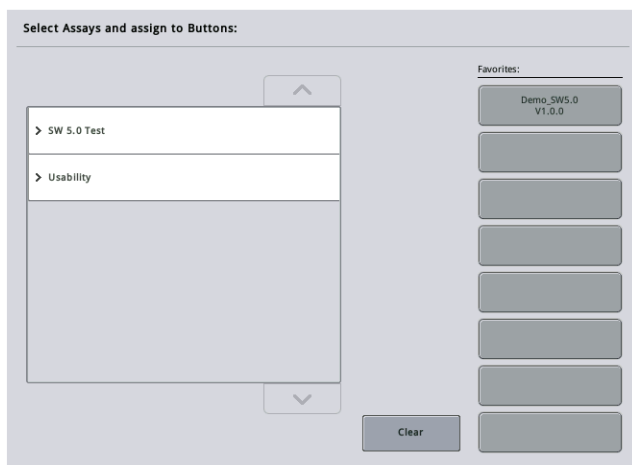 Select Assays and assign to Buttons:
Favorites:
Demo_SW5.0
V1.0.0
SW 5.0 Test
Usability
Clear